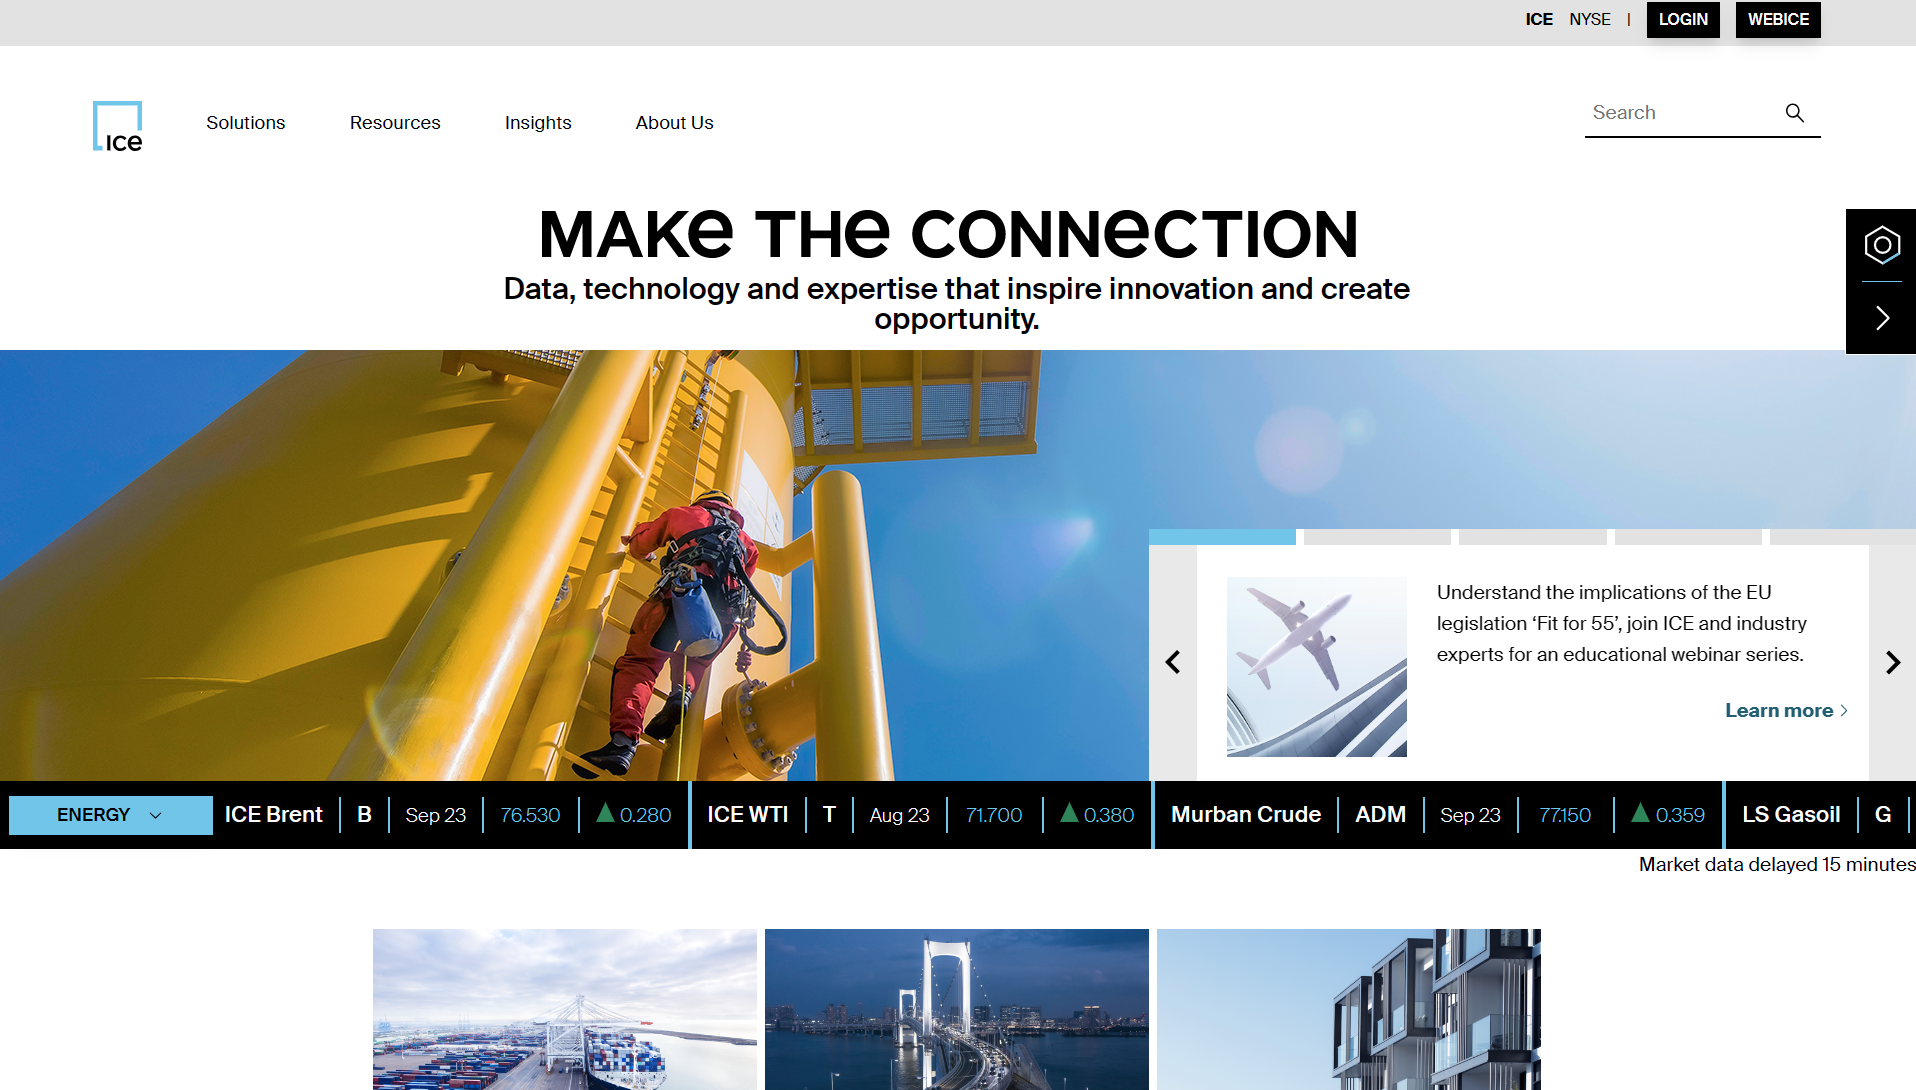 ICE NYSE | LOGIN WEBICE
ice Solutions Resources Insights About Us Search
MAKe THe CONNeCTION
Data, technology and expertise that inspire innovation and create
opportunity.
Understand the implications of the EU
legislation ‘Fit for 55’, join ICE and industry
experts for an educational webinar series.
Learn more
ENERGY ICE Brent B Sep 23 76.530 ▲ 0.280 ICE WTI T Aug 23 71.700 ▲ 0.380 Murban Crude ADM Sep 23 77.150 ▲ 0.359 LS Gasoil G
Market data delayed 15 minutes